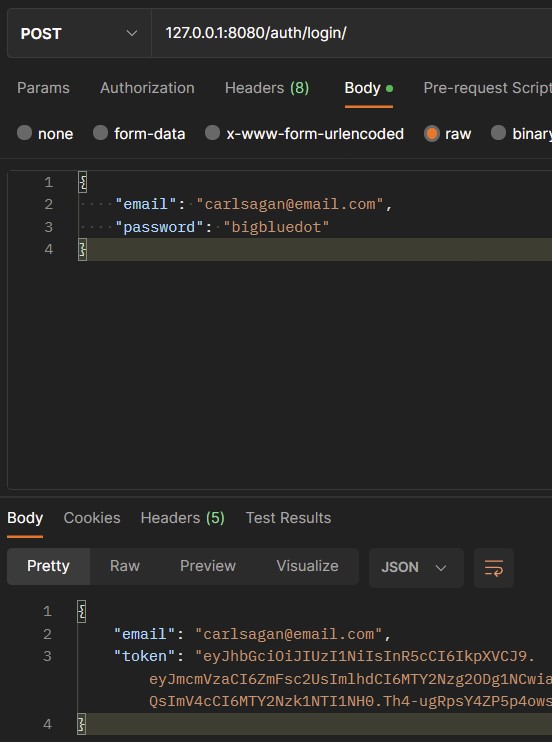 POST 127.0.0.1:8080/auth/login/
Params Authorization Headers (8) Body Pre-request Script
none form-data x-www-form-urlencoded raw binary
1 {
2 "email": "carlsagan@email.com",
3 "password": "bigbluedot"
4 }
Body Cookies Headers (5) Test Results
Pretty Raw Preview Visualize JSON
1 {
2 "email": "carlsagan@email.com",
3 "token": "eyJhbGciOiJIUzI1NiIsInR5cCI6IkpXVCJ9.
eyJmcmVzaCI6ZmFsc2UsImlhdCI6MTY2Nzg2ODg1NCwia
QsImV4cCI6MTY2Nzk1NTI1NH0.Th4-ugRpsY4ZP5p4ows
4 }